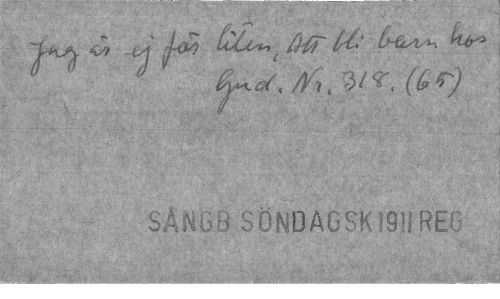 Jag är ej för liten, att bli barn hos
Gud. Nr. 318. (65)
SÅNGB SÖNDAGSK 1911 REG